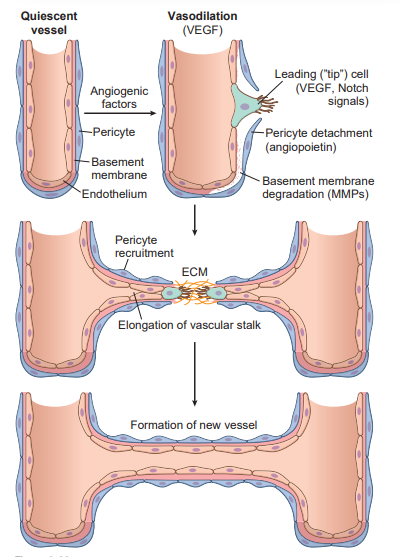 Quiescent
vessel
Vasodilation
(VEGF)
Angiogenic
factors
Pericyte
Basement
membrane
Endothelium
Leading ("tip") cell
(VEGF, Notch
signals)
Pericyte detachment
(angiopoietin)
Basement membrane
degradation (MMPs)
Pericyte
recruitment
ECM
Elongation of vascular stalk
Formation of new vessel